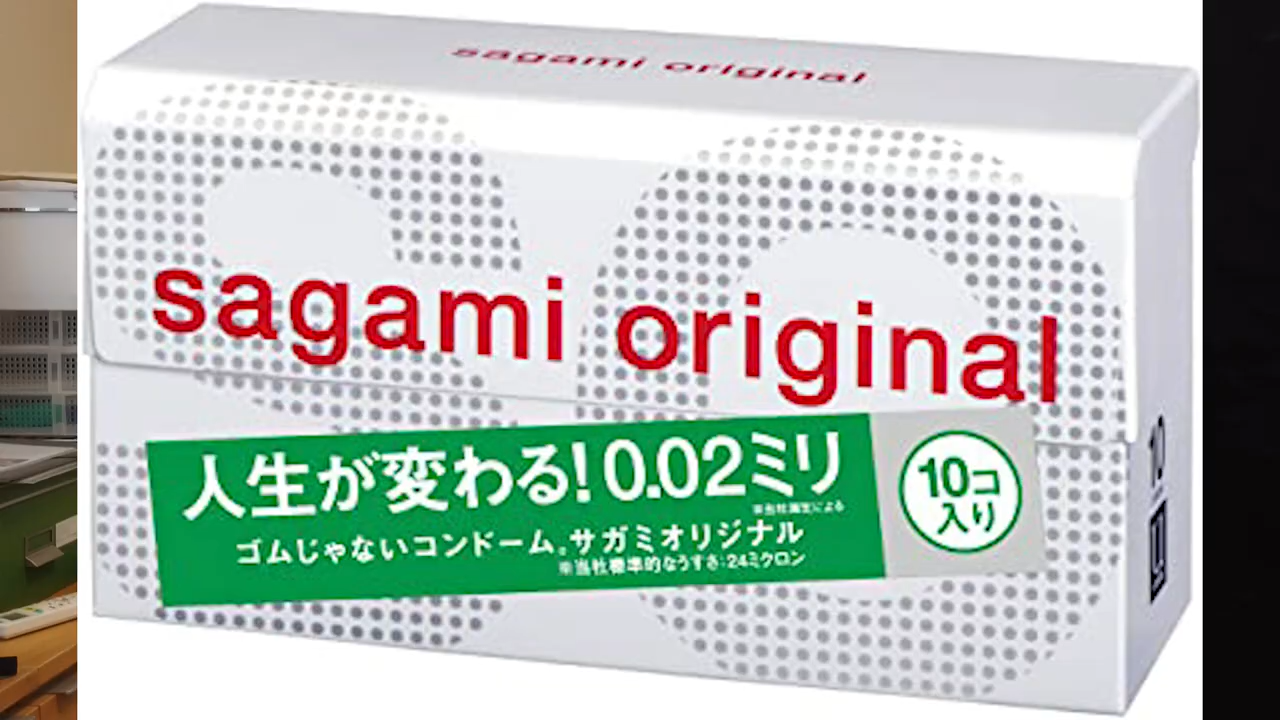 sagami original
sagami original
人生が変わる!0.02ミリ
※当社測定による
ゴムじゃないコンドーム。サガミオリジナル
※当社標準的なうすさ:24ミクロン
10コ
入り
10